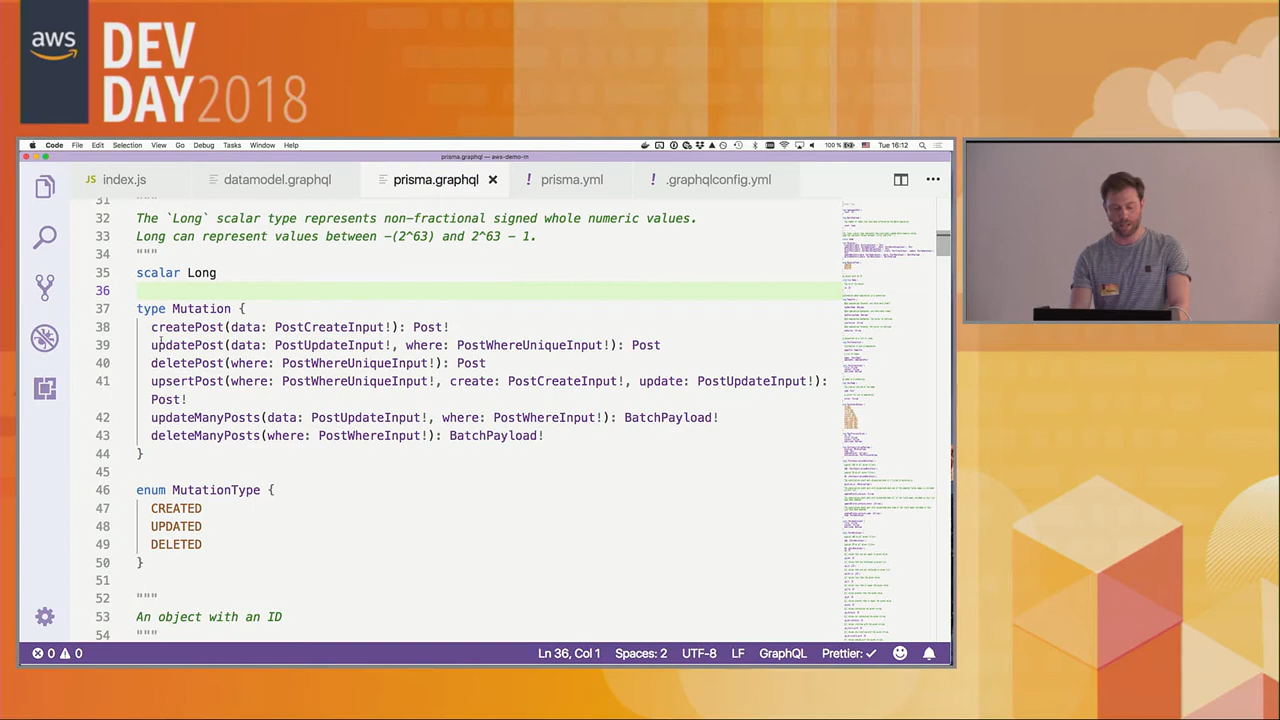 aws
DEV
DAY2018
Code File Edit Selection View Go Debug Tasks Window Help
100% Tue 16:12
prisma.graphql — aws-demo-m
JS index.js
datamodel.graphql
prisma.graphql
! prisma.yml
! .graphqlconfig.yml
31 """
32 The `Long` scalar type represents non-fractional signed whole numeric values.
33 Long can represent values between -(2^63) and 2^63 - 1.
34 """
35 scalar Long
36
37 type Mutation {
38 createPost(data: PostCreateInput!): Post!
39 updatePost(data: PostUpdateInput!, where: PostWhereUniqueInput!): Post
40 deletePost(where: PostWhereUniqueInput!): Post
41 upsertPost(where: PostWhereUniqueInput!, create: PostCreateInput!, update: PostUpdateInput!):
Post!
42 updateManyPosts(data: PostUpdateInput!, where: PostWhereInput): BatchPayload!
43 deleteManyPosts(where: PostWhereInput): BatchPayload!
44 }
45
46 enum MutationType {
47 CREATED
48 UPDATED
49 DELETED
50 }
51
52 """
53 An object with an ID
54 """
0 0
Ln 36, Col 1 Spaces: 2 UTF-8 LF GraphQL Prettier: ✓